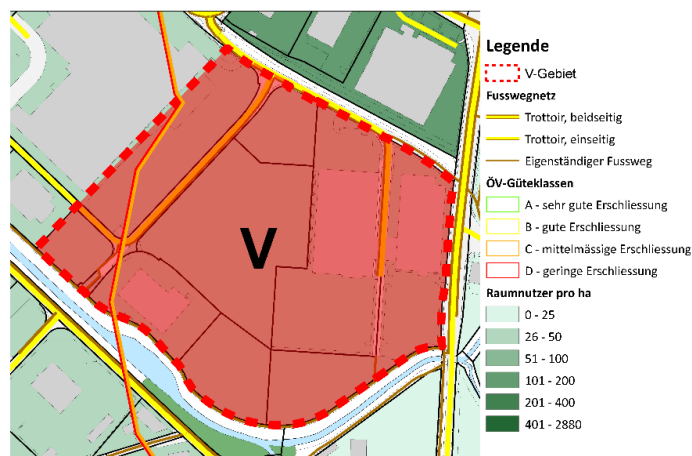 V
Legende
V-Gebiet
Fusswegnetz
Trottoir, beidseitig
Trottoir, einseitig
Eigenständiger Fussweg
ÖV-Güteklassen
A - sehr gute Erschliessung
B - gute Erschliessung
C - mittelmässige Erschliessung
D - geringe Erschliessung
Raumnutzer pro ha
0 - 25
26 - 50
51 - 100
101 - 200
201 - 400
401 - 2880